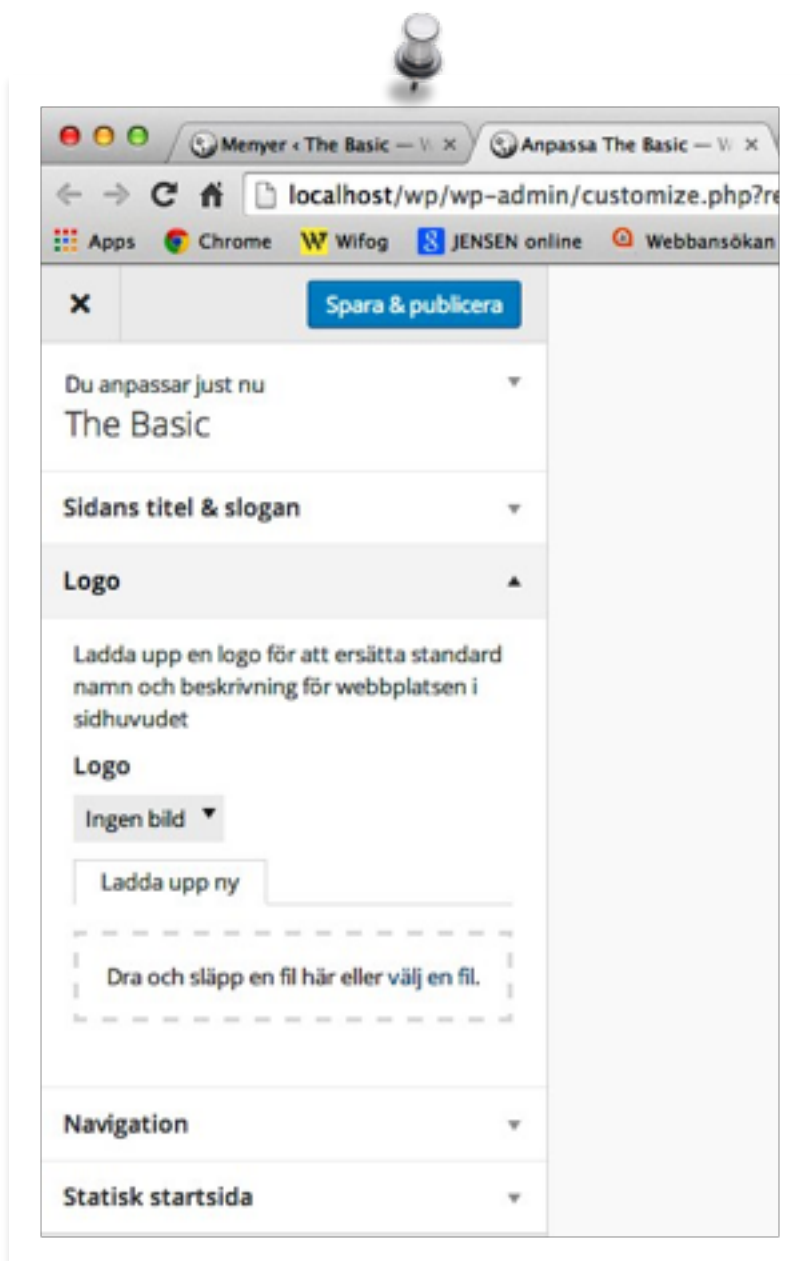 Menyer ‹ The Basic — W
Anpassa The Basic — W
localhost/wp/wp-admin/customize.php?re
Apps Chrome Wifog JENSEN online Webbansökan
Spara & publicera
Du anpassar just nu
The Basic
Sidans titel & slogan
Logo
Ladda upp en logo för att ersätta standard
namn och beskrivning för webbplatsen i
sidhuvudet
Logo
Ingen bild
Ladda upp ny
Dra och släpp en fil här eller välj en fil.
Navigation
Statisk startsida